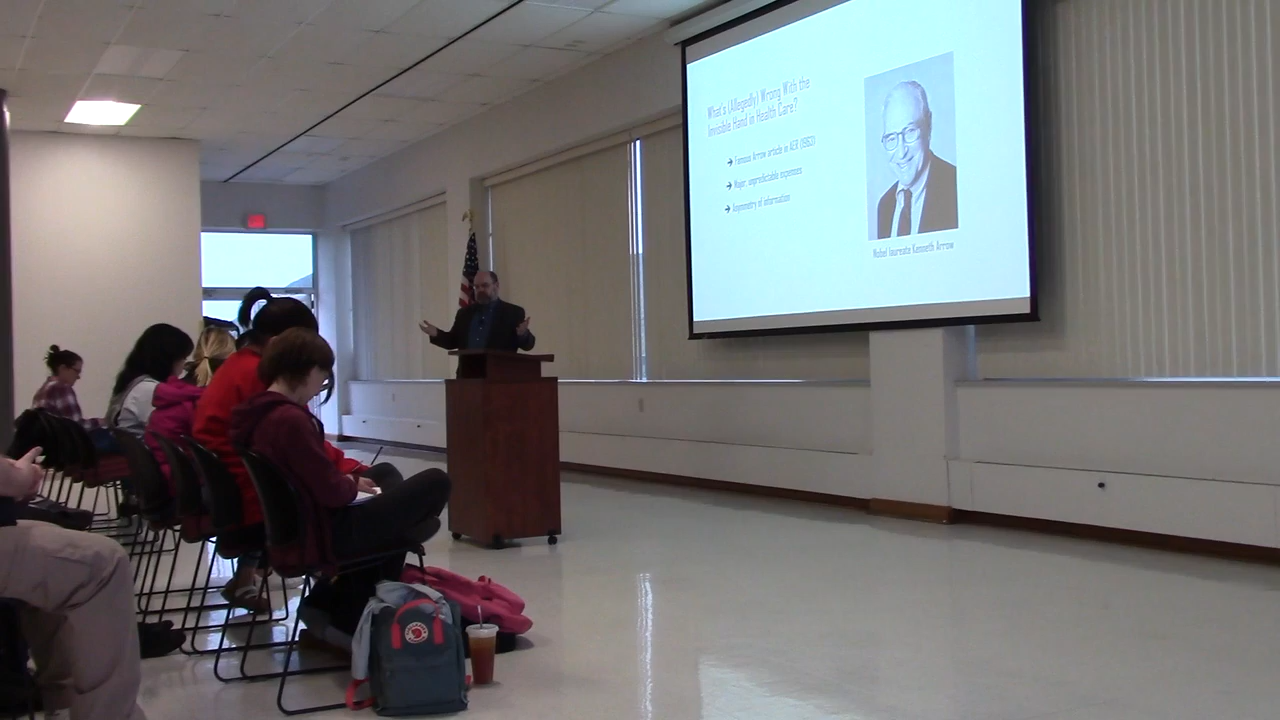 What's (Allegedly) Wrong With the
Invisible Hand in Health Care?
→ Famous Arrow article in AER (1963)
→ Major, unpredictable expenses
→ Asymmetry of information
Nobel laureate Kenneth Arrow